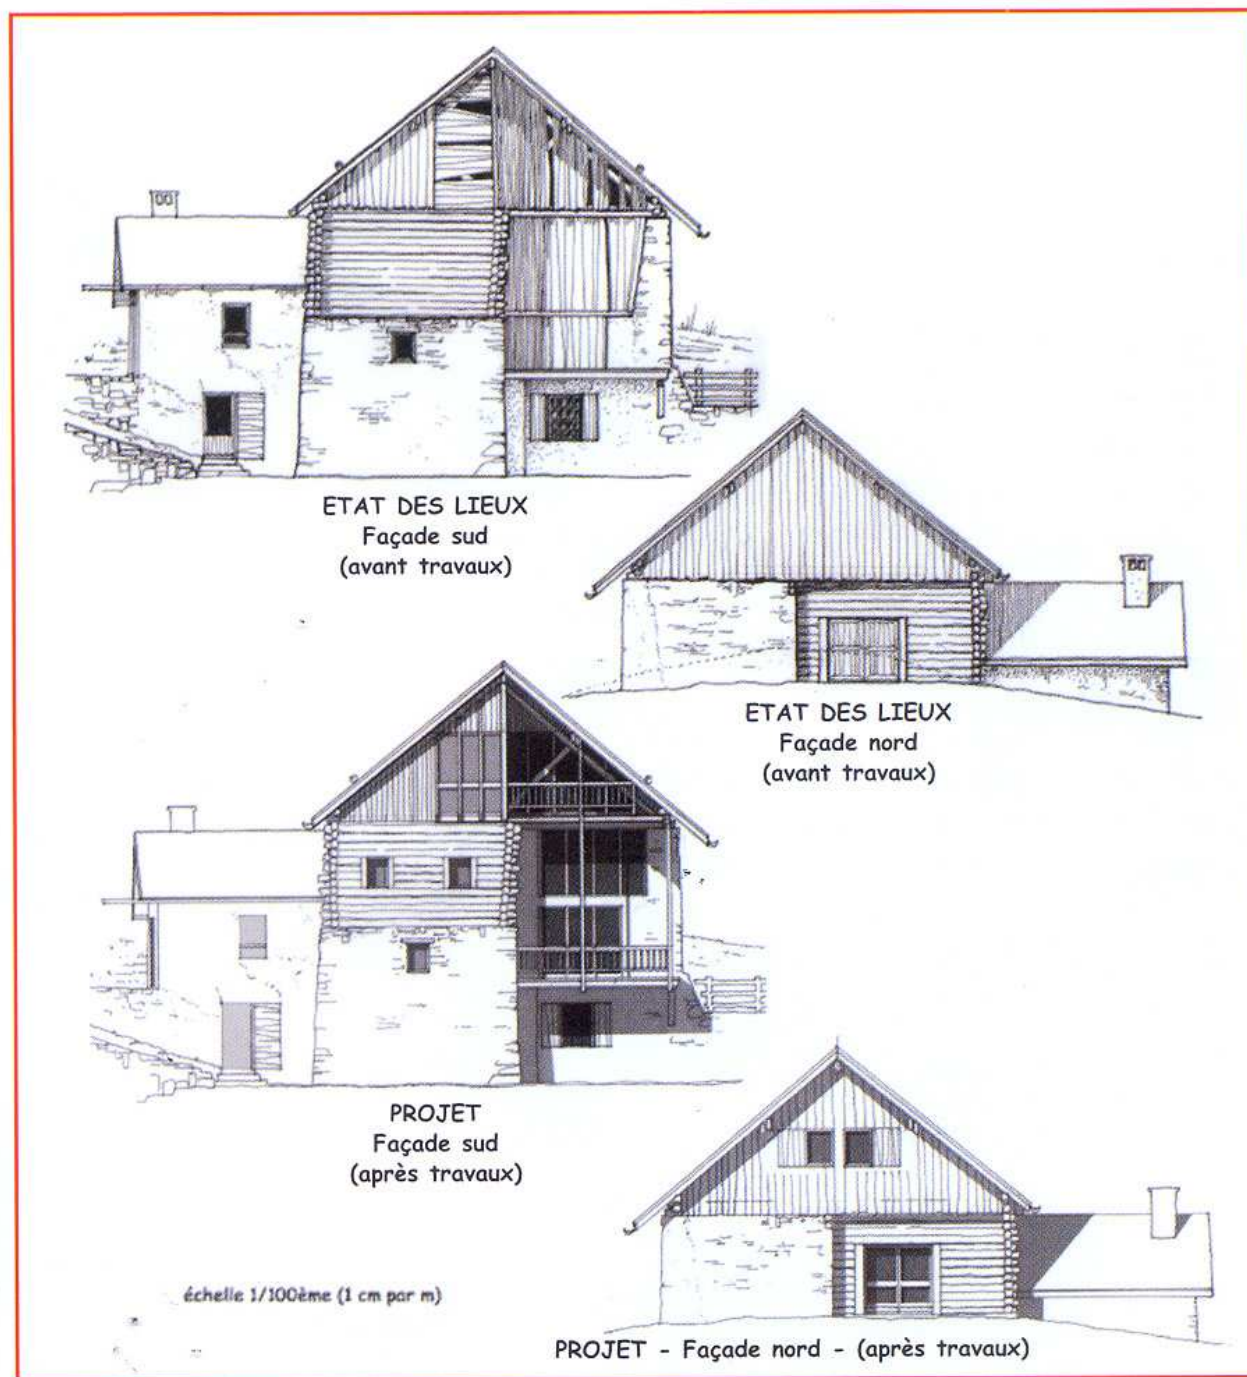 ETAT DES LIEUX
Façade sud
(avant travaux)
ETAT DES LIEUX
Façade nord
(avant travaux)
PROJET
Façade sud
(après travaux)
échelle 1/100ème (1 cm par m)
PROJET - Façade nord - (après travaux)